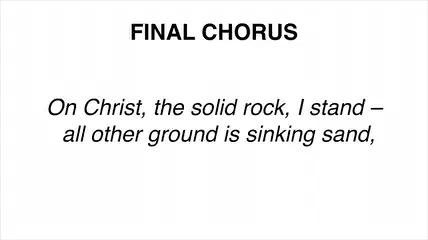 FINAL CHORUS
On Christ, the solid rock, I stand –
all other ground is sinking sand,